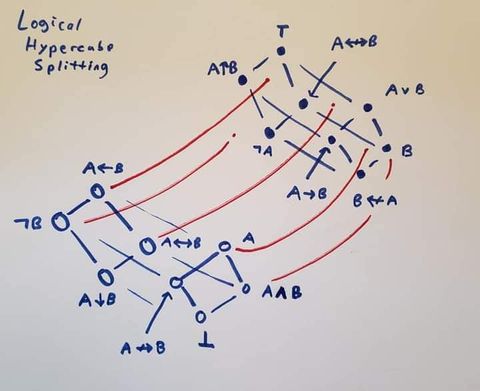 Logical
Hypercube
Splitting
T
A↮B
A↑B
A∨B
¬A
B
A→B
B↚A
A←B
¬B
A↔B
A
A↓B
A∧B
A↛B
⊥